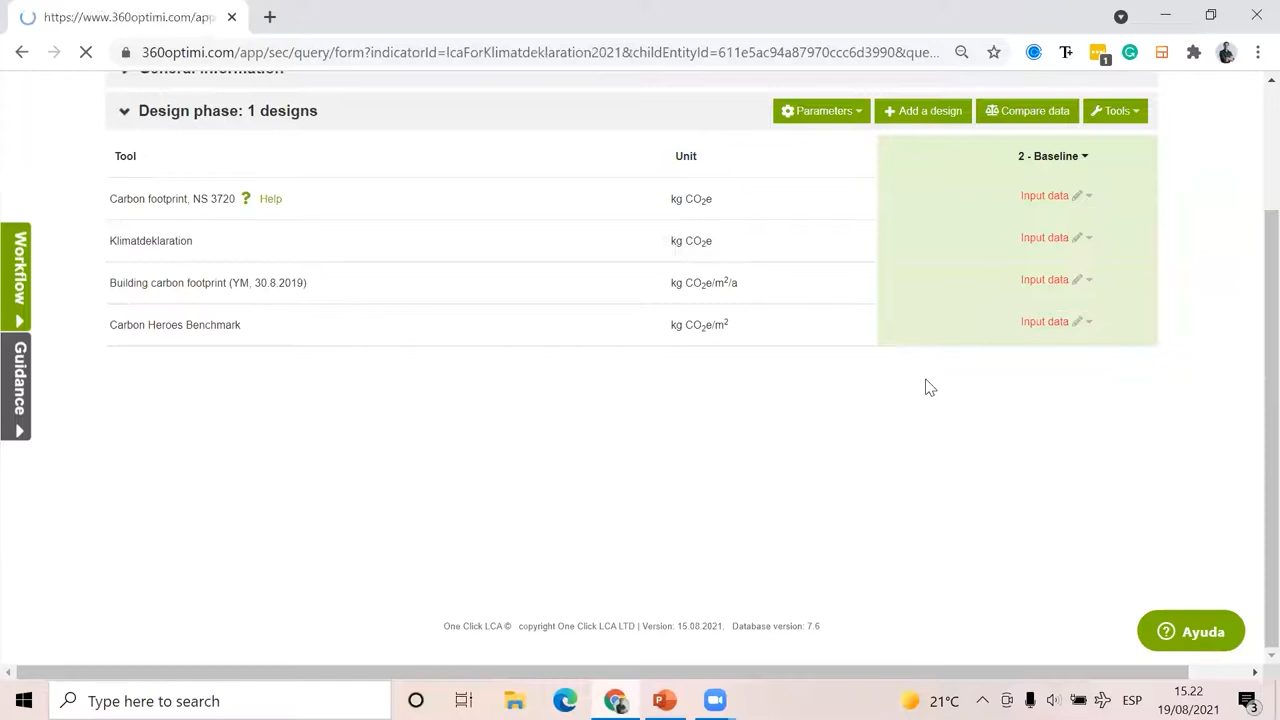 https://www.360optimi.com/app
360optimi.com/app/sec/query/form?indicatorId=lcaForKlimatdeklaration2021&childEntityId=611e5ac94a87970ccc6d3990&que...
1
General information
Design phase: 1 designs
Parameters
Add a design
Compare data
Tools
Tool Unit 2 - Baseline
Carbon footprint, NS 3720 ? Help kg CO2e Input data
Klimatdeklaration kg CO2e Input data
Building carbon footprint (YM, 30.8.2019) kg CO2e/m²/a Input data
Carbon Heroes Benchmark kg CO2e/m² Input data
Workflow
Guidance
One Click LCA © copyright One Click LCA LTD | Version: 15.08.2021. Database version: 7.6
? Ayuda
Type here to search
21°C
ESP
15.22
19/08/2021
3